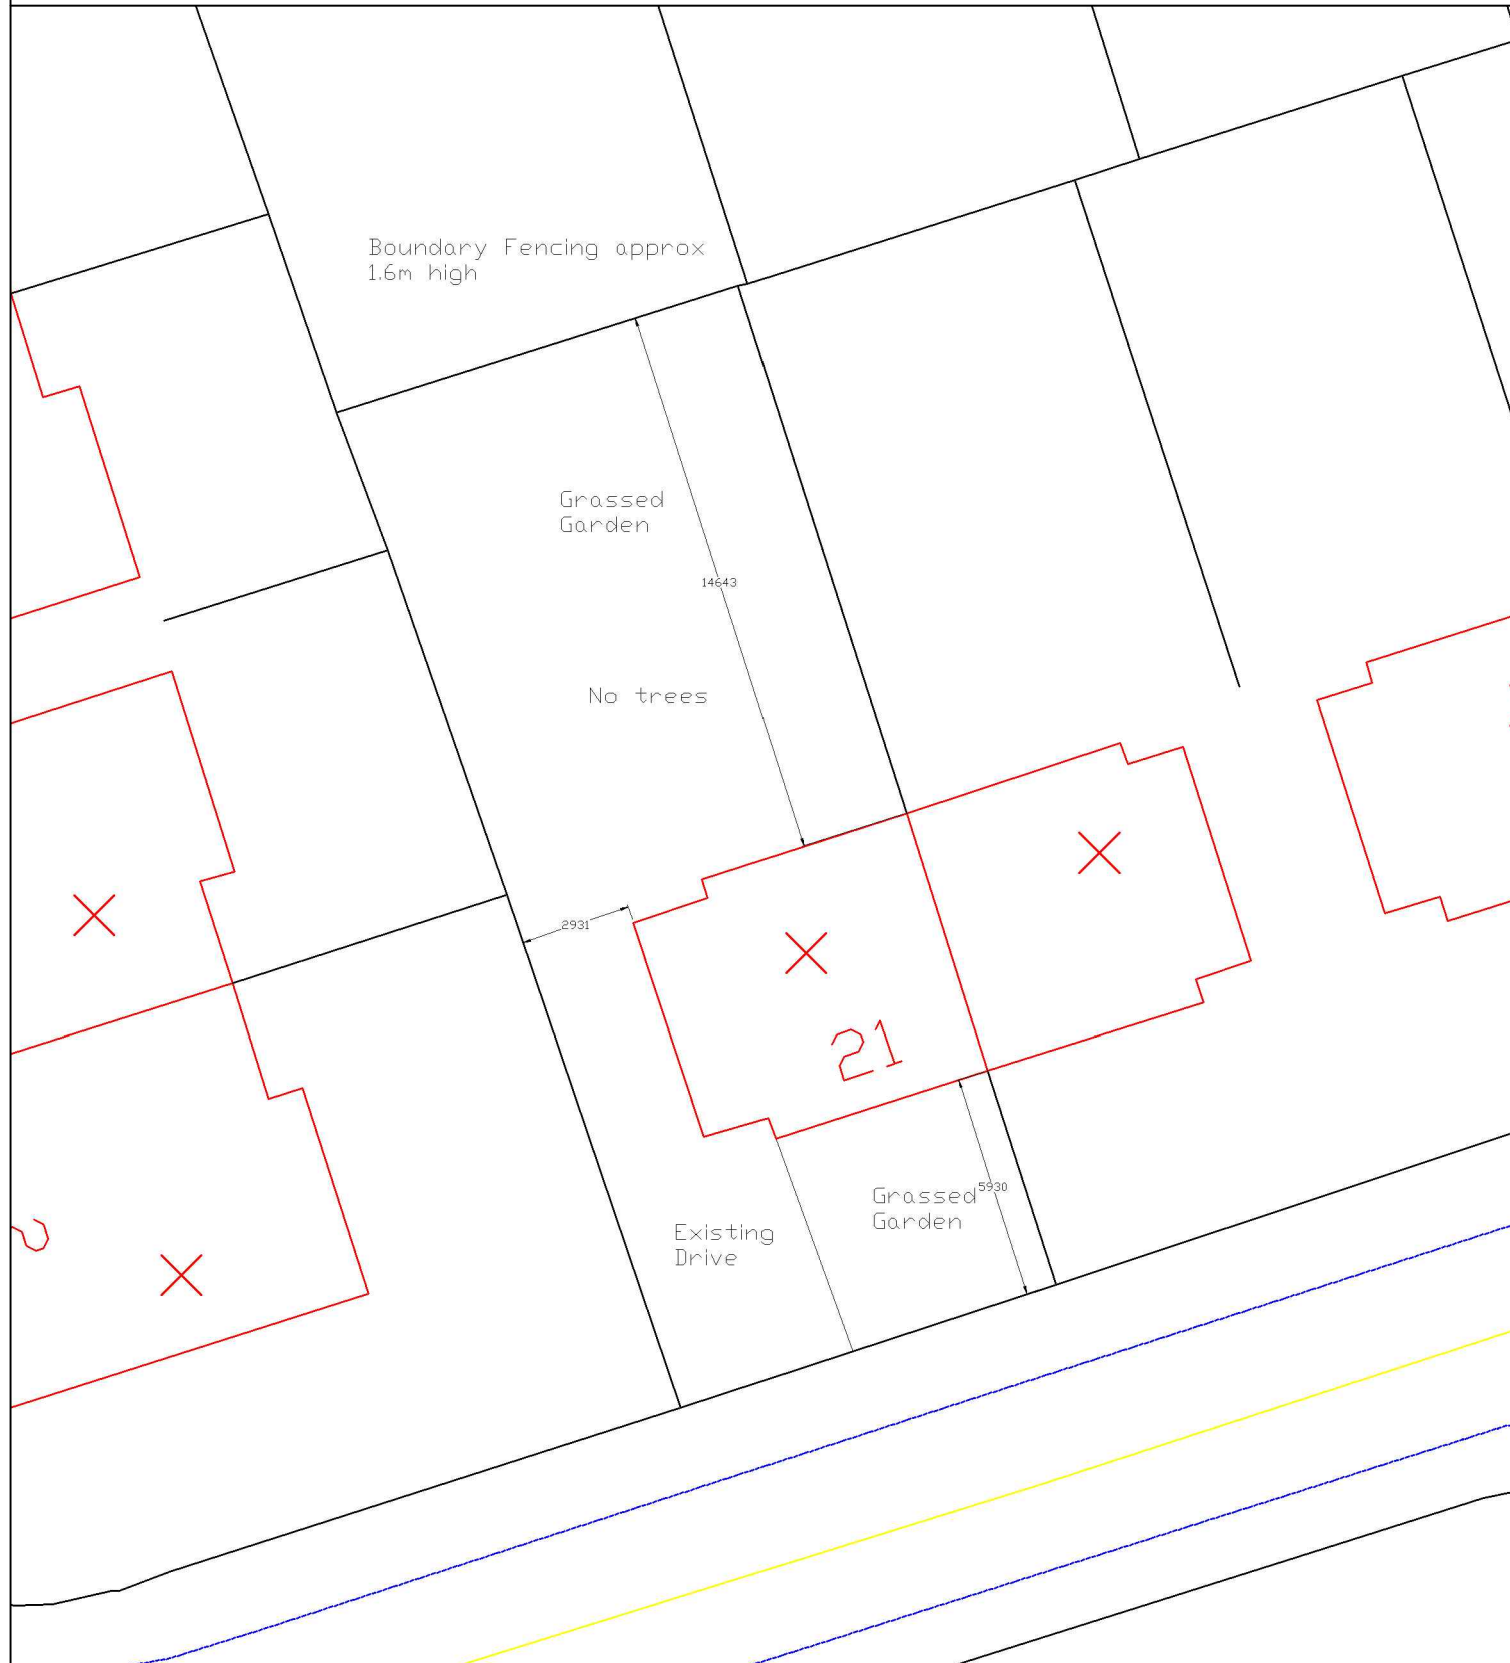 Boundary Fencing approx
1.6m high
Grassed
Garden
14643
No trees
2931
21
Grassed
Garden
5930
Existing
Drive